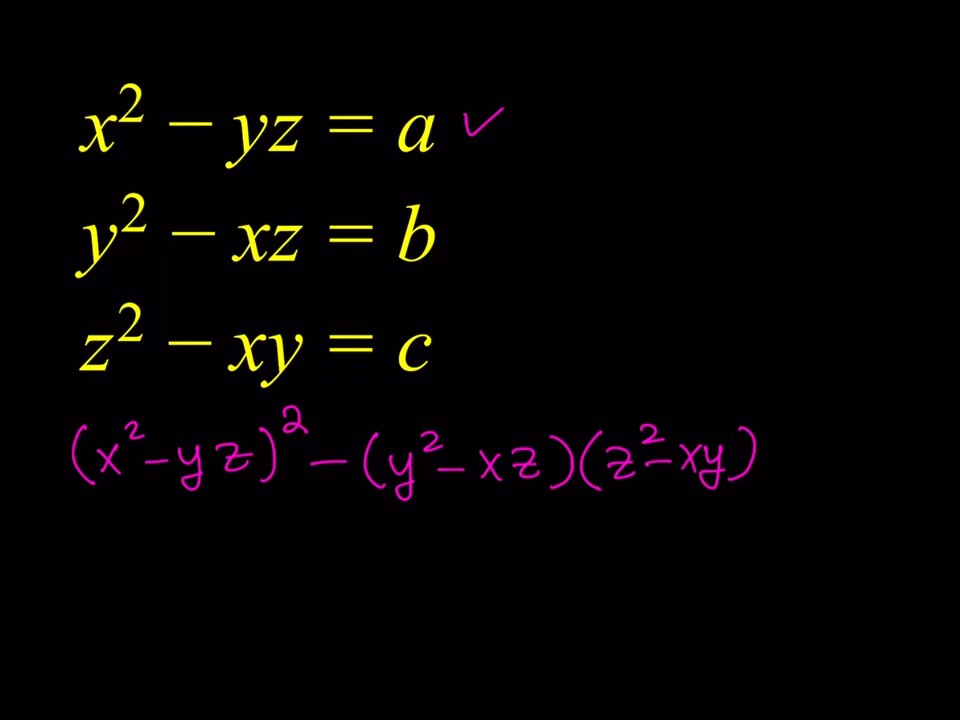 x² − yz = a ✓
y² − xz = b
z² − xy = c
(x² − yz)² − (y² − xz)(z² − xy)